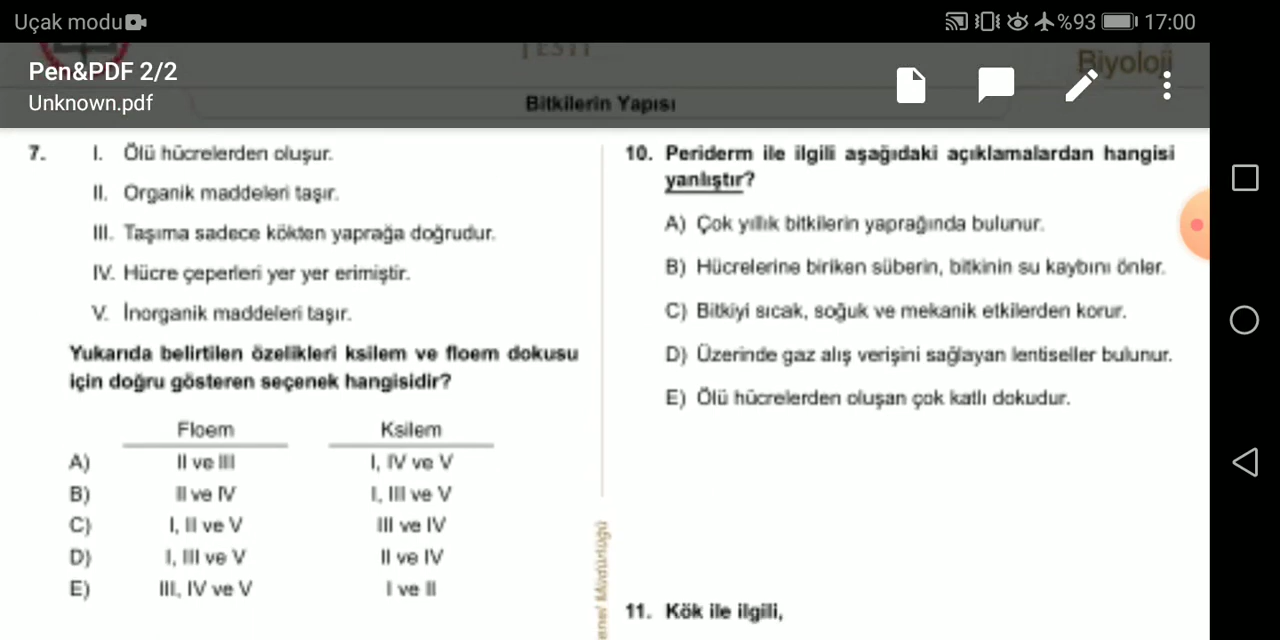 Uçak modu
%93 17:00
TESTİ
Biyoloji
Pen&PDF 2/2
Unknown.pdf
Bitkilerin Yapısı
7. I. Ölü hücrelerden oluşur.
II. Organik maddeleri taşır.
III. Taşıma sadece kökten yaprağa doğrudur.
IV. Hücre çeperleri yer yer erimiştir.
V. İnorganik maddeleri taşır.
Yukarıda belirtilen özelikleri ksilem ve floem dokusu
için doğru gösteren seçenek hangisidir?
Floem Ksilem
A) II ve III I, IV ve V
B) II ve IV I, III ve V
C) I, II ve V III ve IV
D) I, III ve V II ve IV
E) III, IV ve V I ve II
10. Periderm ile ilgili aşağıdaki açıklamalardan hangisi
yanlıştır?
A) Çok yıllık bitkilerin yaprağında bulunur.
B) Hücrelerine biriken süberin, bitkinin su kaybını önler.
C) Bitkiyi sıcak, soğuk ve mekanik etkilerden korur.
D) Üzerinde gaz alış verişini sağlayan lentiseller bulunur.
E) Ölü hücrelerden oluşan çok katlı dokudur.
11. Kök ile ilgili,
Müdürlüğü